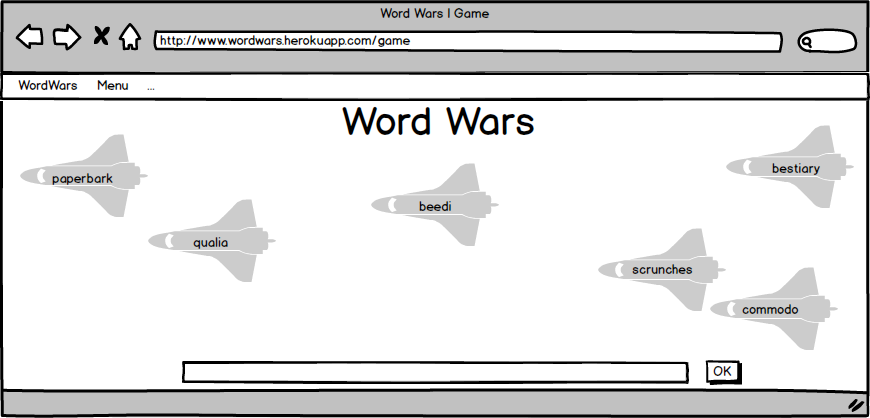 Word Wars | Game
http://www.wordwars.herokuapp.com/game
WordWars Menu ...
Word Wars
paperbark
bestiary
beedi
qualia
scrunches
commodo
OK